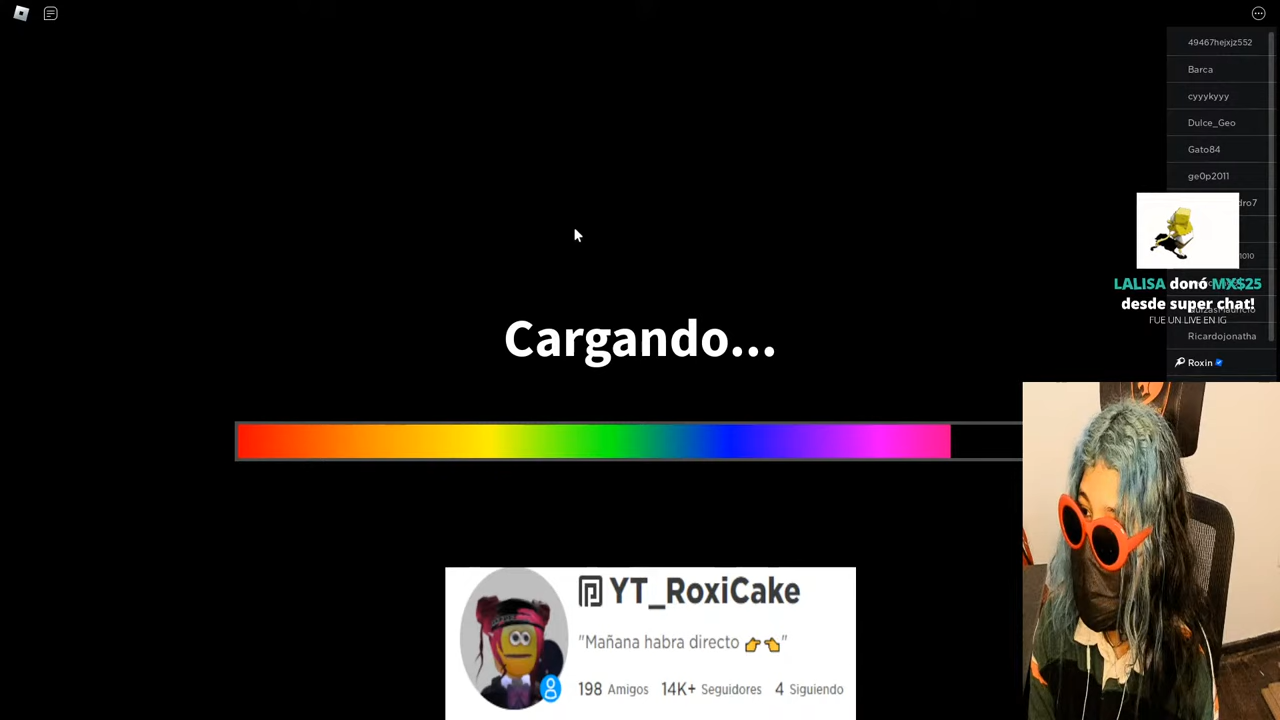 49467hejxjz552
Barca
cyyykyyy
Dulce_Geo
Gato84
ge0p2011
dro7
LALISA donó MX$25
desde super chat!
FUE UN LIVE EN IG
Ricardojonatha
Roxin
Cargando...
YT_RoxiCake
"Mañana habra directo 👉👈"
198 Amigos 14K+ Seguidores 4 Siguiendo